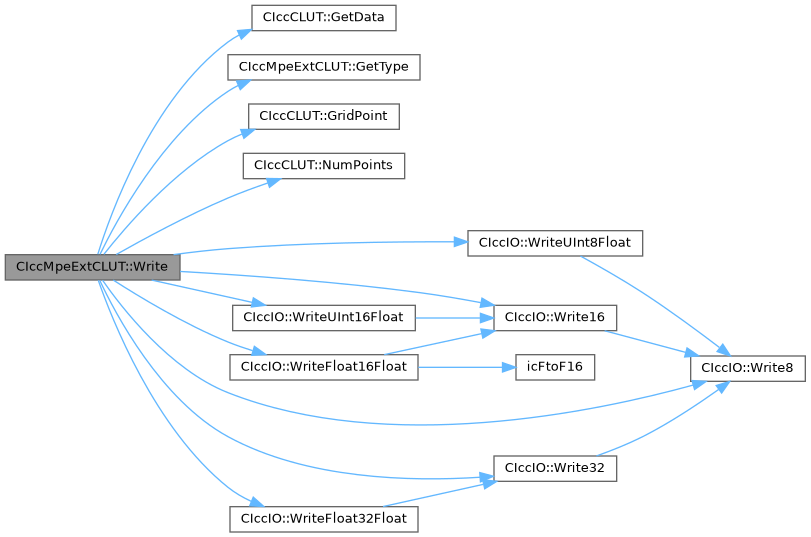 CIccCLUT::GetData
CIccMpeExtCLUT::GetType
CIccCLUT::GridPoint
CIccCLUT::NumPoints
CIccIO::WriteUInt8Float
CIccMpeExtCLUT::Write
CIccIO::WriteUInt16Float
CIccIO::Write16
CIccIO::WriteFloat16Float
icFtoF16
CIccIO::Write8
CIccIO::Write32
CIccIO::WriteFloat32Float